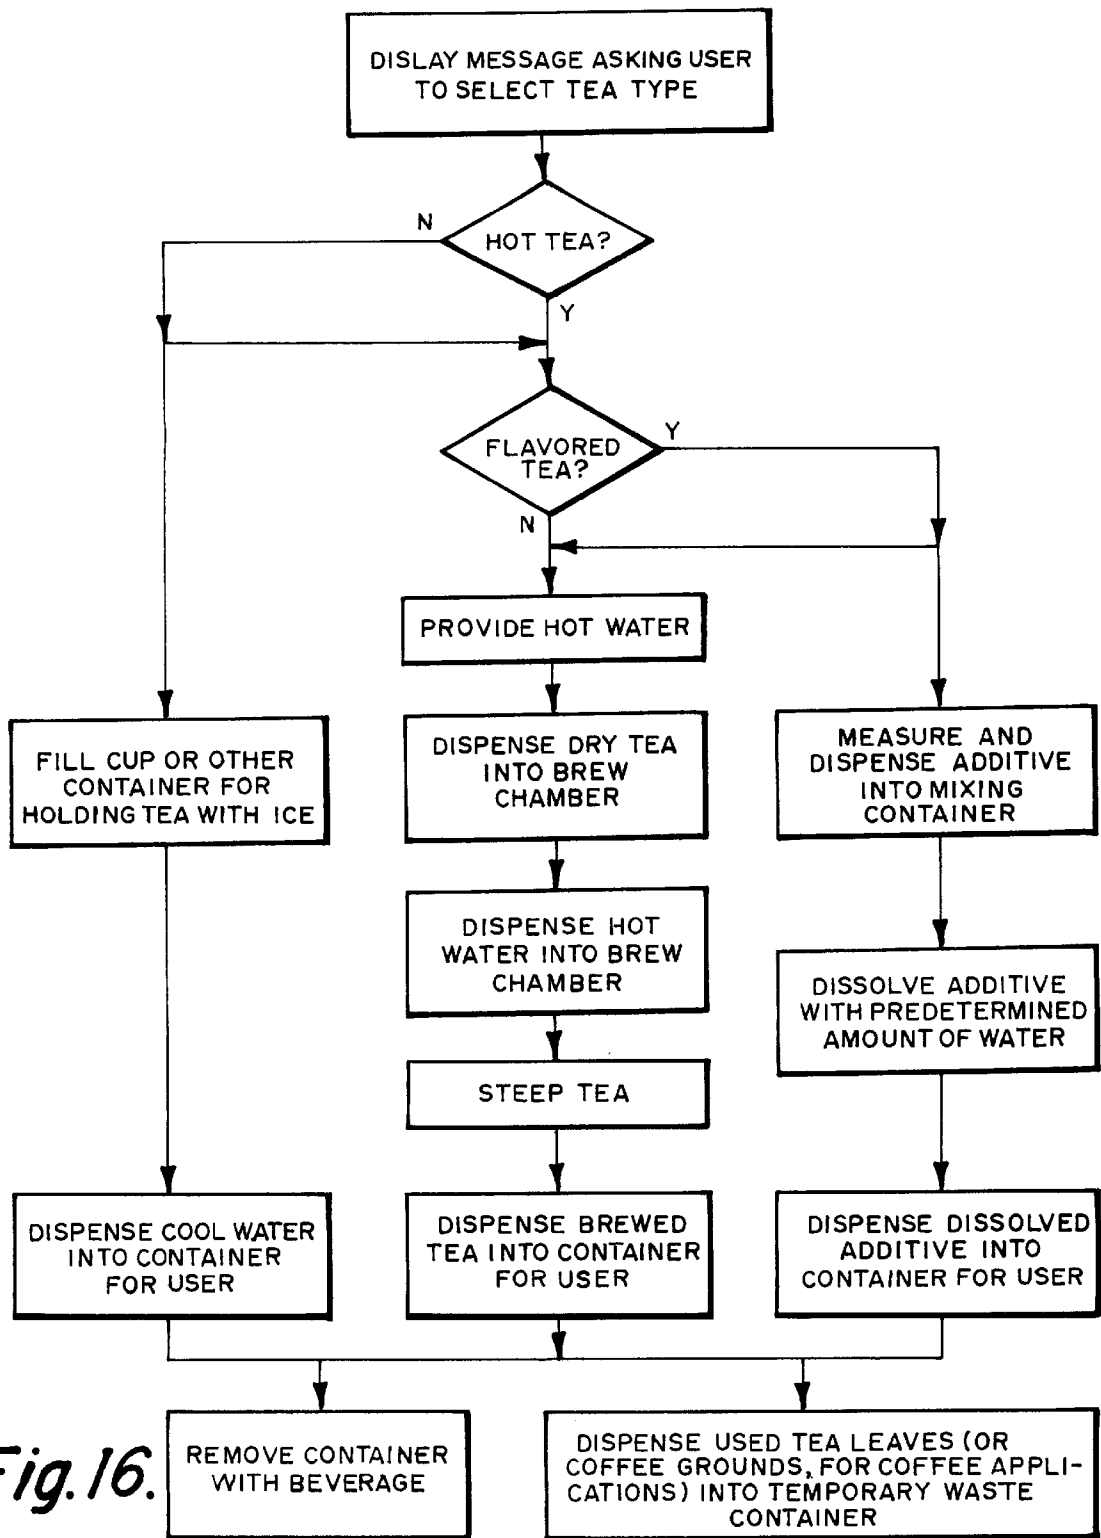 DISLAY MESSAGE ASKING USER
TO SELECT TEA TYPE
N
HOT TEA?
Y
FLAVORED
TEA?
Y
N
PROVIDE HOT WATER
FILL CUP OR OTHER
CONTAINER FOR
HOLDING TEA WITH ICE
DISPENSE DRY TEA
INTO BREW
CHAMBER
MEASURE AND
DISPENSE ADDITIVE
INTO MIXING
CONTAINER
DISPENSE HOT
WATER INTO BREW
CHAMBER
DISSOLVE ADDITIVE
WITH PREDETERMINED
AMOUNT OF WATER
STEEP TEA
DISPENSE COOL WATER
INTO CONTAINER
FOR USER
DISPENSE BREWED
TEA INTO CONTAINER
FOR USER
DISPENSE DISSOLVED
ADDITIVE INTO
CONTAINER FOR USER
Fig. 16.
REMOVE CONTAINER
WITH BEVERAGE
DISPENSE USED TEA LEAVES (OR
COFFEE GROUNDS, FOR COFFEE APPLI-
CATIONS) INTO TEMPORARY WASTE
CONTAINER